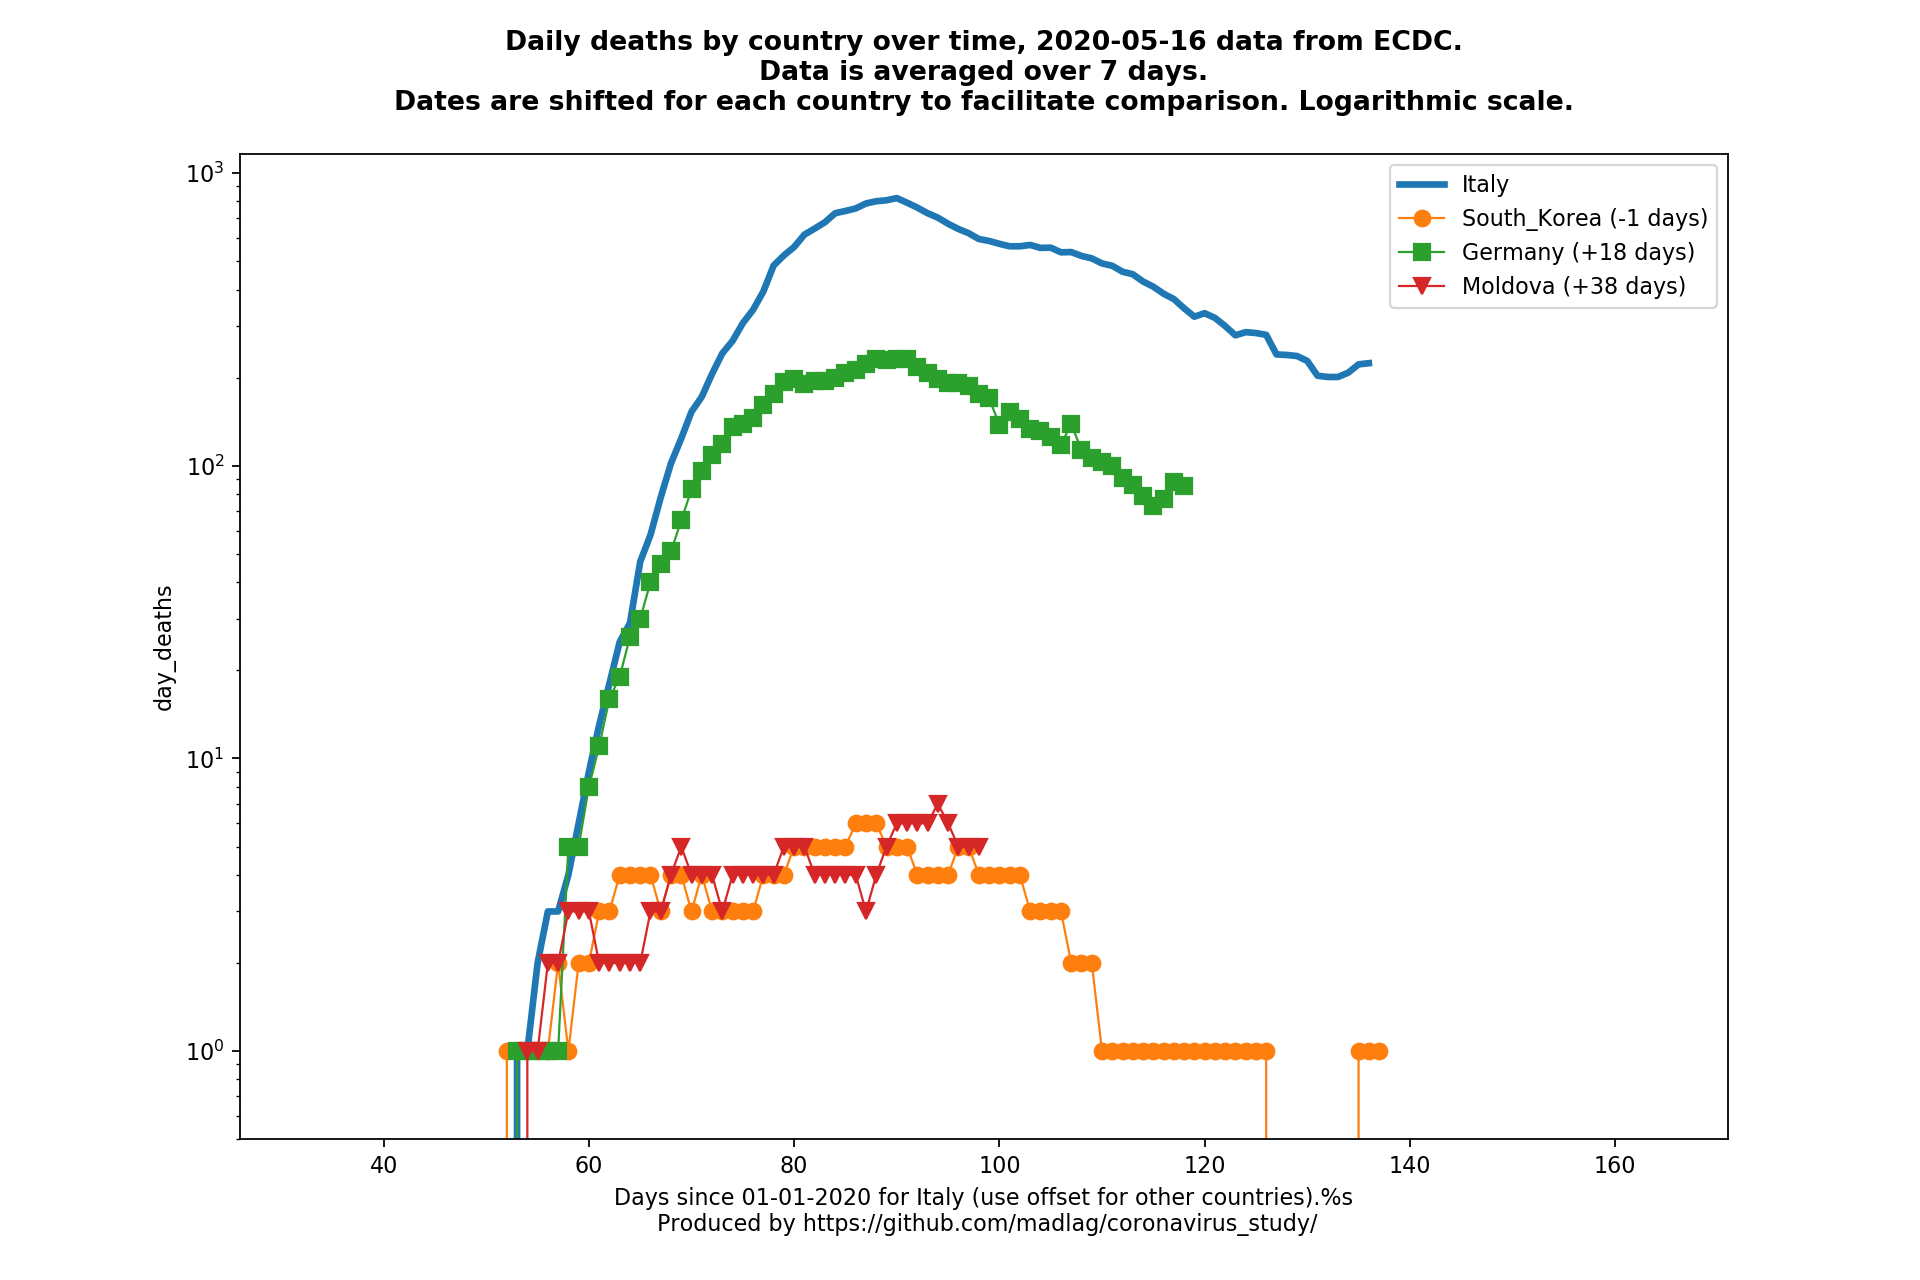 Daily deaths by country over time, 2020-05-16 data from ECDC.
Data is averaged over 7 days.
Dates are shifted for each country to facilitate comparison. Logarithmic scale.
Italy
South_Korea (-1 days)
Germany (+18 days)
Moldova (+38 days)
day_deaths
10³
10²
10¹
10⁰
40 60 80 100 120 140 160
Days since 01-01-2020 for Italy (use offset for other countries).%s
Produced by https://github.com/madlag/coronavirus_study/